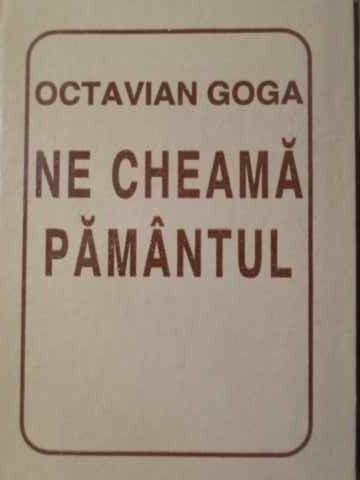 OCTAVIAN GOGA
NE CHEAMĂ
PĂMÂNTUL